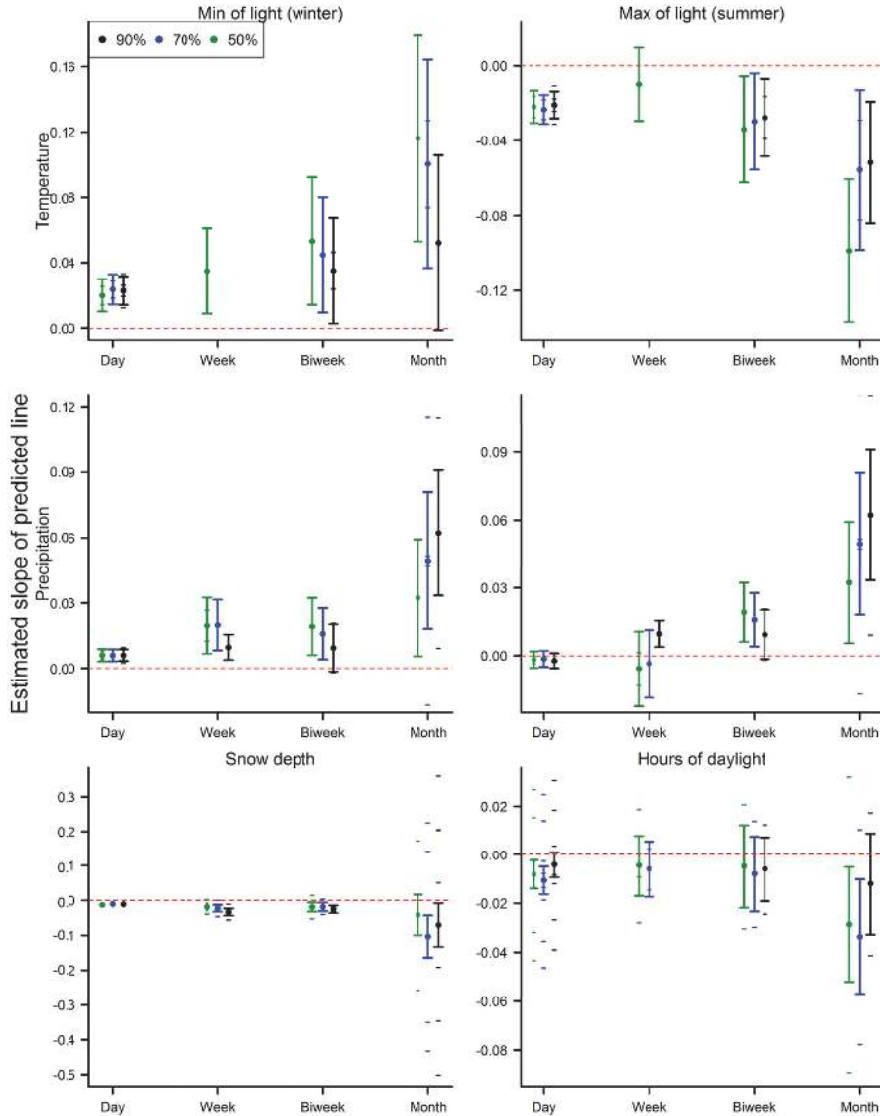 Min of light (winter)
90% 70% 50%
Temperature
0.16
0.12
0.08
0.04
0.00
Day Week Biweek Month
Max of light (summer)
0.00
-0.04
-0.08
-0.12
Day Week Biweek Month
Estimated slope of predicted line
Precipitation
0.12
0.09
0.06
0.03
0.00
Day Week Biweek Month
0.09
0.06
0.03
0.00
Day Week Biweek Month
Snow depth
0.3
0.2
0.1
0.0
-0.1
-0.2
-0.3
-0.4
-0.5
Day Week Biweek Month
Hours of daylight
0.02
0.00
-0.02
-0.04
-0.06
-0.08
Day Week Biweek Month